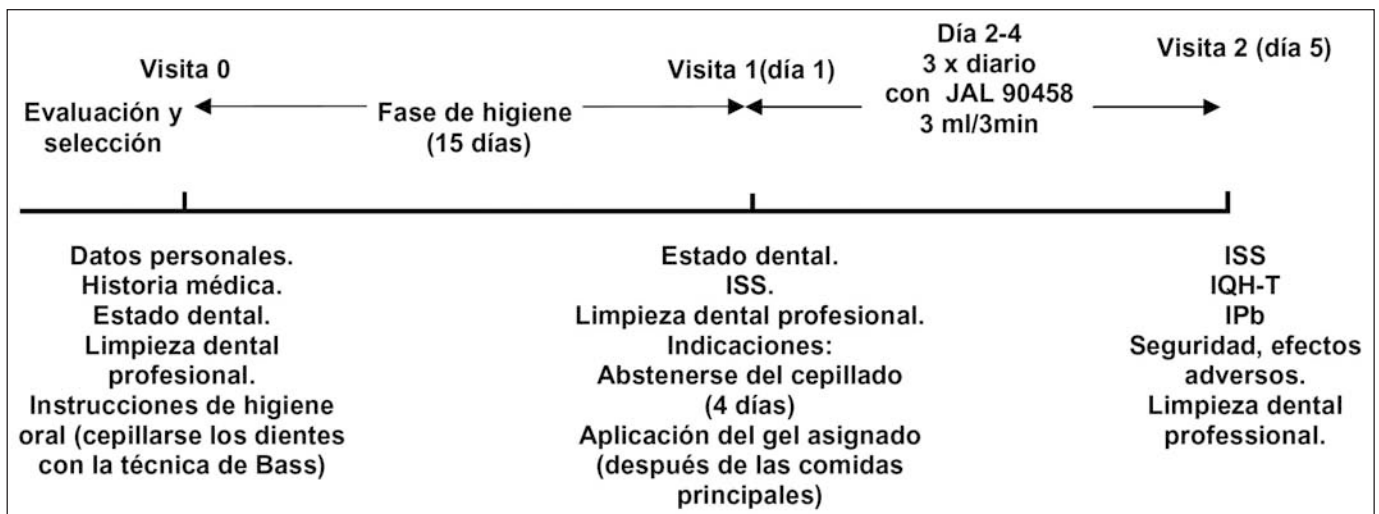 Visita 0
Evaluación y
selección
Fase de higiene
(15 días)
Visita 1(día 1)
Día 2-4
3 x diario
con JAL 90458
3 ml/3min
Visita 2 (día 5)
Datos personales.
Historia médica.
Estado dental.
Limpieza dental
profesional.
Instrucciones de higiene
oral (cepillarse los dientes
con la técnica de Bass)
Estado dental.
ISS.
Limpieza dental profesional.
Indicaciones:
Abstenerse del cepillado
(4 días)
Aplicación del gel asignado
(después de las comidas
principales)
ISS
IQH-T
IPb
Seguridad, efectos
adversos.
Limpieza dental
professional.